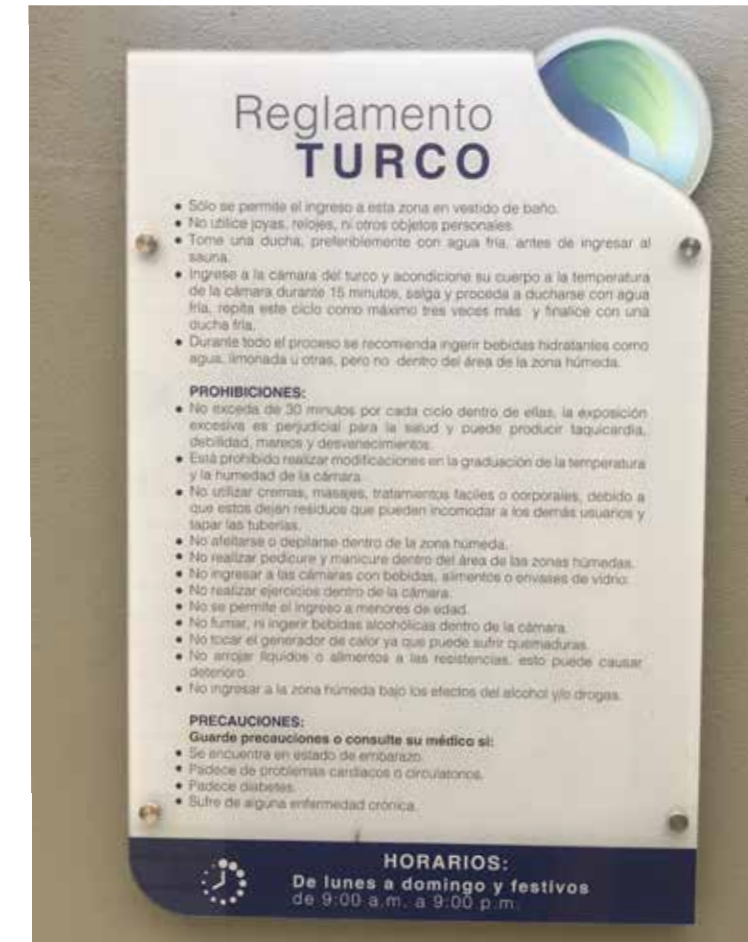 Reglamento
TURCO
• Sólo se permite el ingreso a esta zona en vestido de baño.
• No utilice joyas, relojes, ni otros objetos personales.
• Tome una ducha, preferiblemente con agua fría, antes de ingresar al
sauna.
• Ingrese a la cámara del turco y acondicione su cuerpo a la temperatura
de la cámara durante 15 minutos, salga y proceda a ducharse con agua
fría, repita este ciclo como máximo tres veces más y finalice con una
ducha fría.
• Durante todo el proceso se recomienda ingerir bebidas hidratantes como
agua, limonada u otras, pero no dentro del área de la zona húmeda.
PROHIBICIONES:
• No exceda de 30 minutos por cada ciclo dentro de ellas, la exposición
excesiva es perjudicial para la salud y puede producir taquicardia,
debilidad, mareos y desvanecimientos.
• Está prohibido realizar modificaciones en la graduación de la temperatura
y la humedad de la cámara.
• No utilizar cremas, masajes, tratamientos faciles o corporales, debido a
que estos dejan residuos que pueden incomodar a los demás usuarios y
tapar las tuberías.
• No afeitarse o depilarse dentro de la zona húmeda.
• No realizar pedicure y manicure dentro del área de las zonas húmedas.
• No ingresar a las cámaras con bebidas, alimentos o envases de vidrio.
• No realizar ejercicios dentro de la cámara.
• No se permite el ingreso a menores de edad.
• No fumar, ni ingerir bebidas alcohólicas dentro de la cámara.
• No tocar el generador de calor ya que puede sufrir quemaduras.
• No arrojar líquidos o alimentos a las resistencias, esto puede causar
deterioro.
• No ingresar a la zona húmeda bajo los efectos del alcohol y/o drogas.
PRECAUCIONES:
Guarde precauciones o consulte su médico si:
• Se encuentra en estado de embarazo.
• Padece de problemas cardiacos o circulatorios.
• Padece diabetes.
• Sufre de alguna enfermedad crónica.
HORARIOS:
De lunes a domingo y festivos
de 9:00 a.m. a 9:00 p.m.